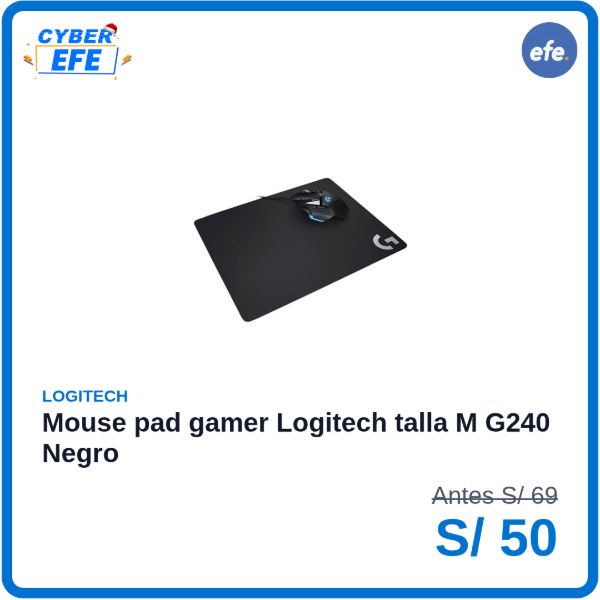 CYBER
EFE
efe.
G
LOGITECH
Mouse pad gamer Logitech talla M G240
Negro
Antes S/ 69
S/ 50